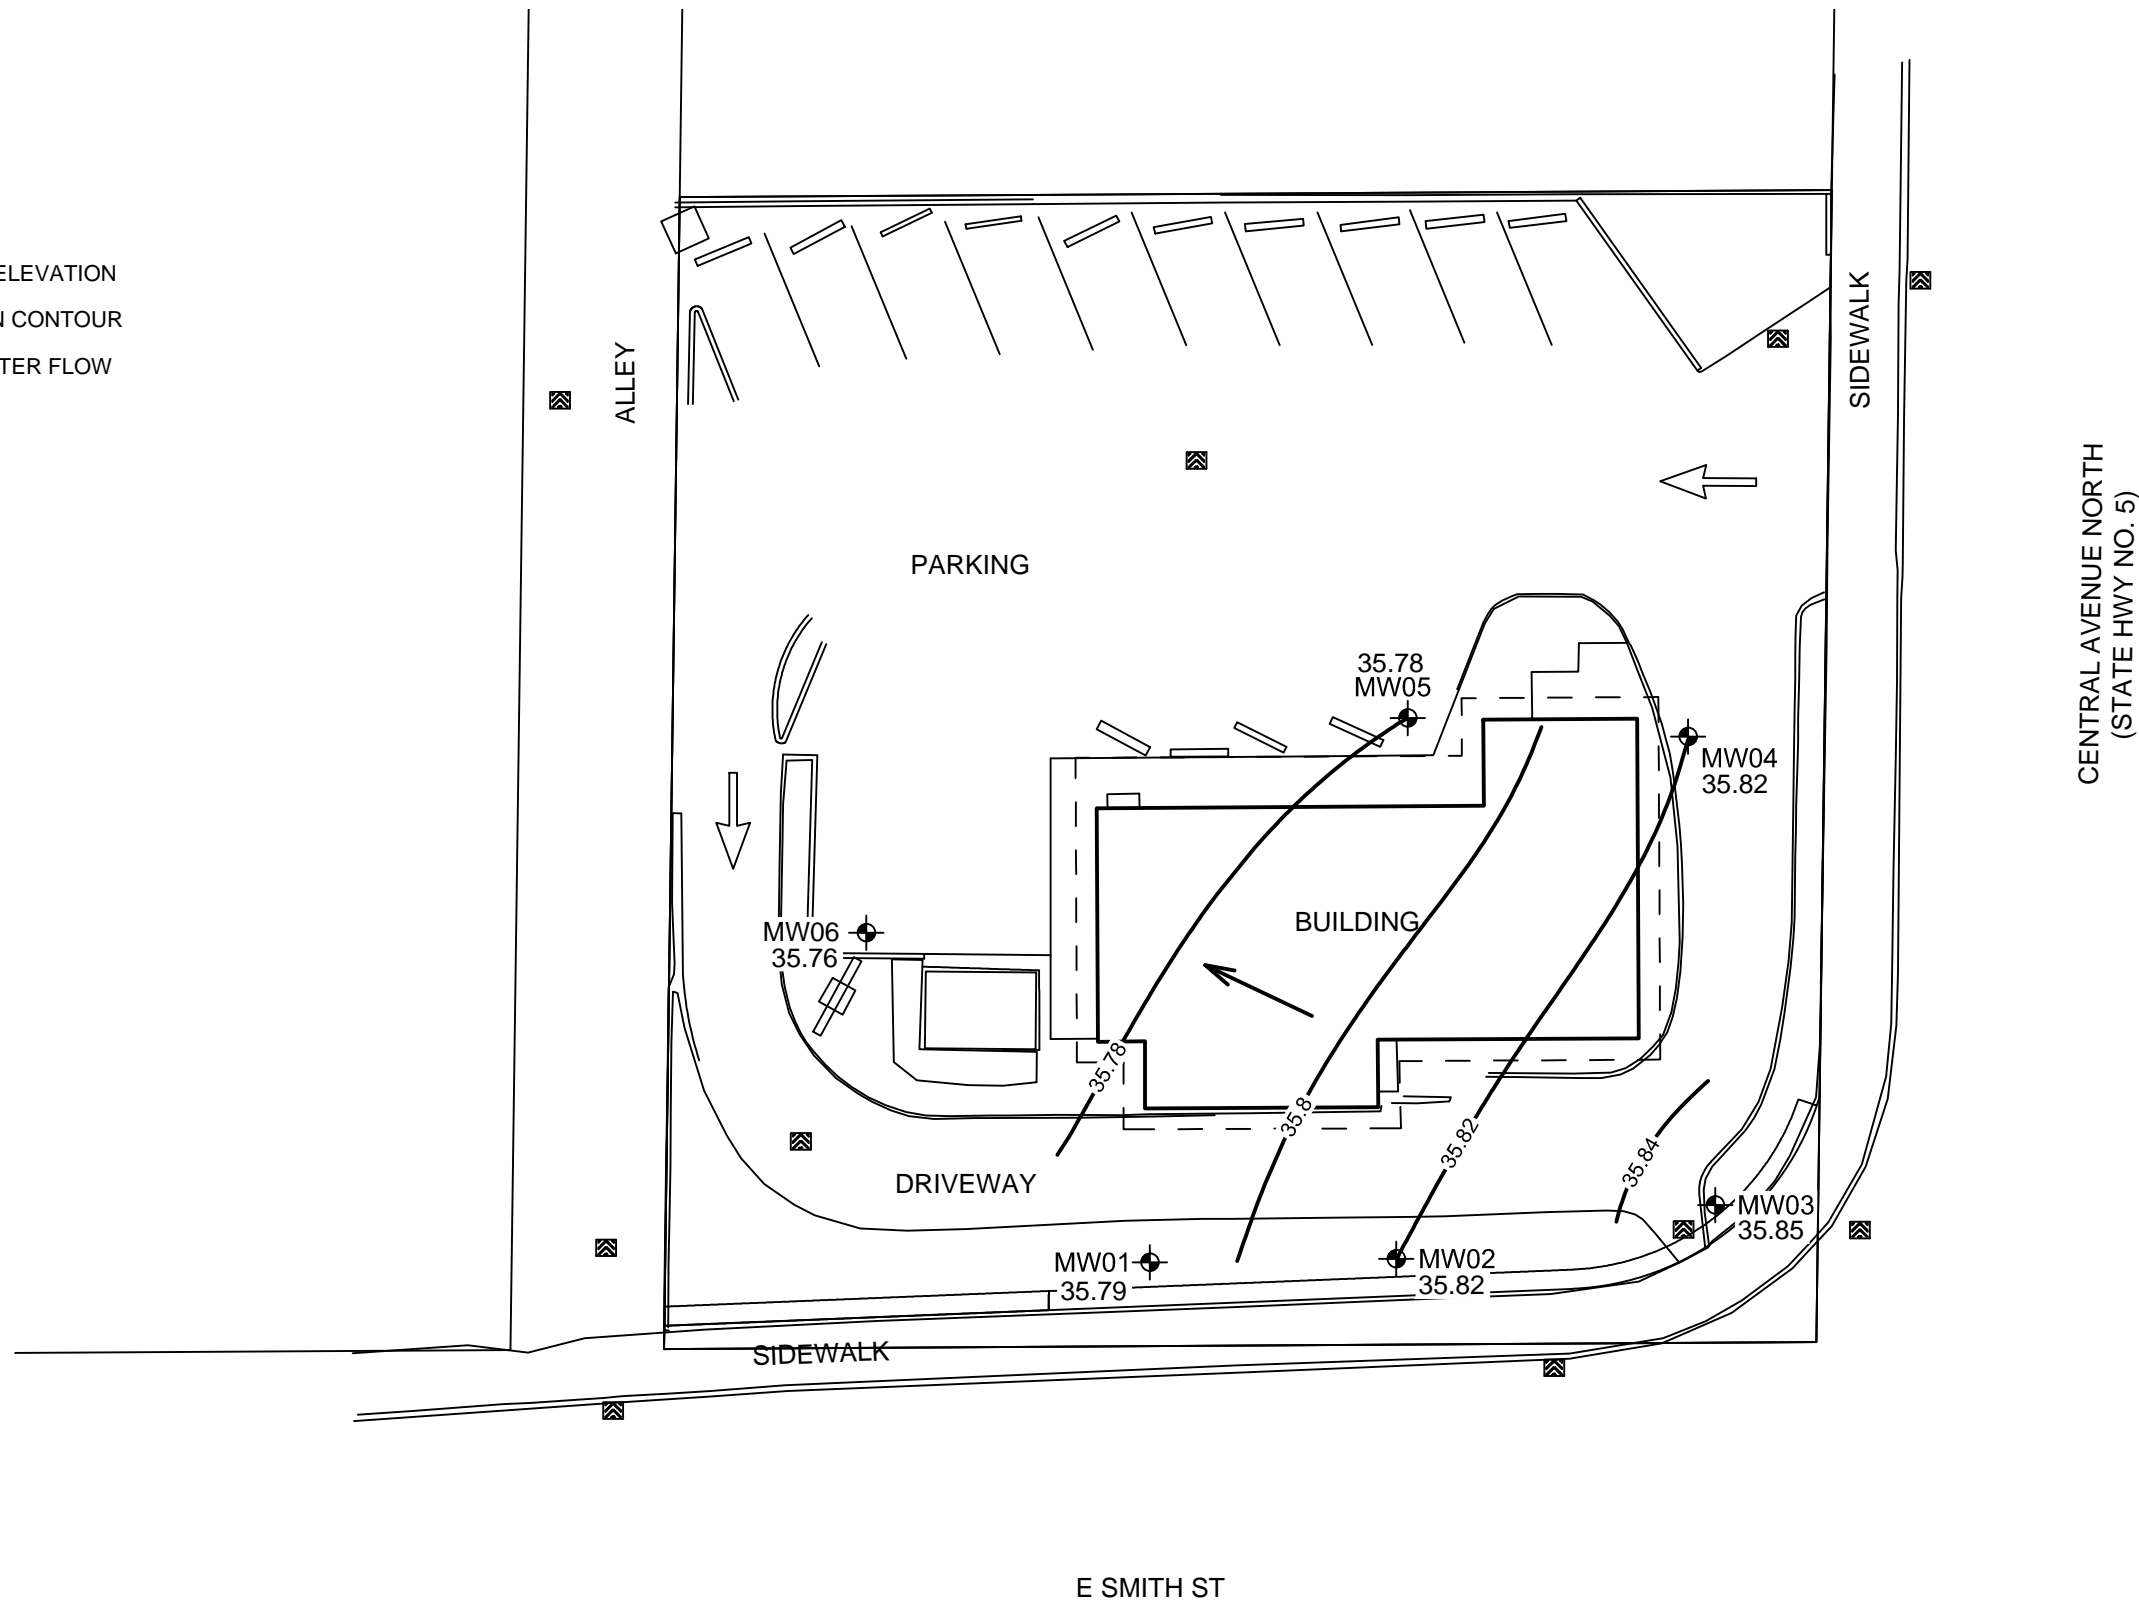 ELEVATION
N CONTOUR
TER FLOW
ALLEY
SIDEWALK
CENTRAL AVENUE NORTH
(STATE HWY NO. 5)
PARKING
35.78
MW05
MW04
35.82
BUILDING
MW06
35.76
35.78
35.8
35.82
35.84
DRIVEWAY
MW03
35.85
MW01
35.79
MW02
35.82
SIDEWALK
E SMITH ST